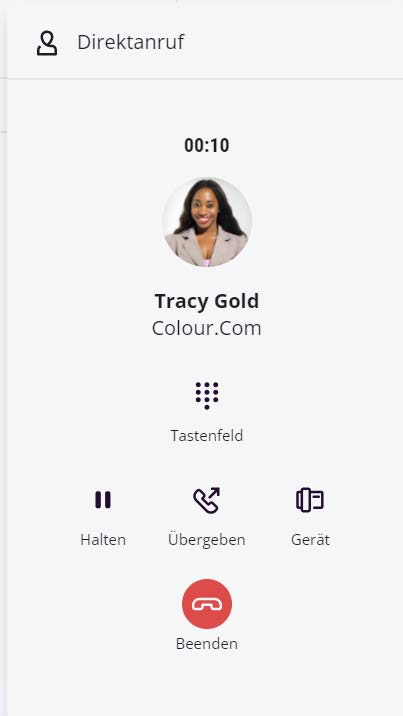 Direktanruf
00:10
Tracy Gold
Colour.Com
Tastenfeld
Halten Übergeben Gerät
Beenden